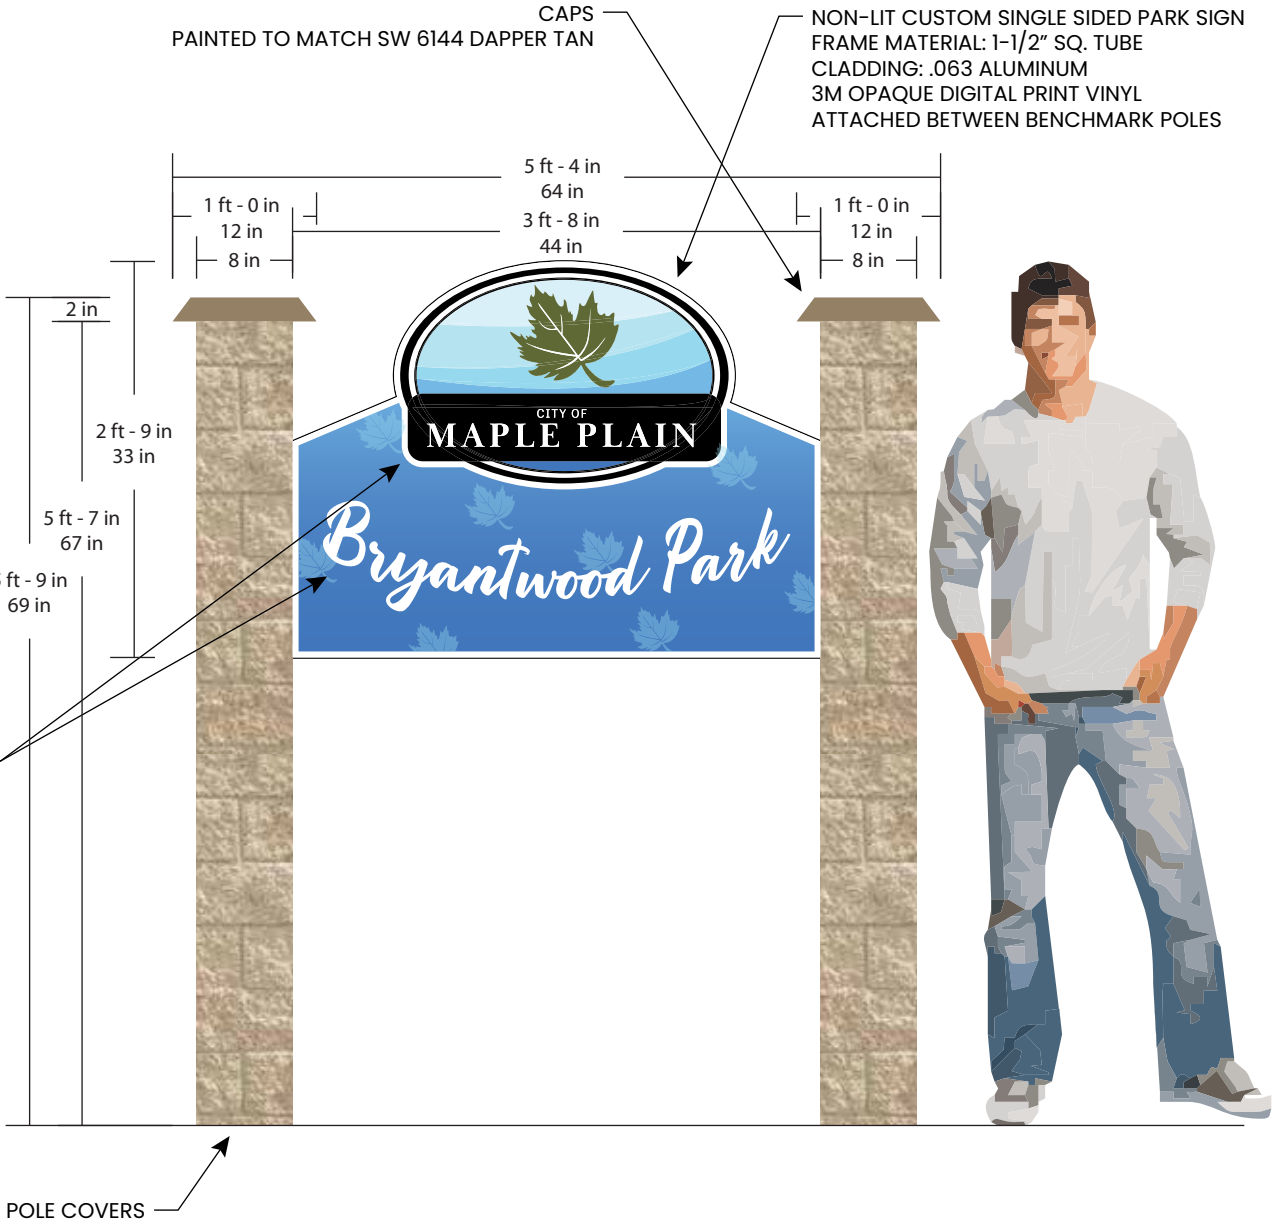 CAPS
PAINTED TO MATCH SW 6144 DAPPER TAN
NON-LIT CUSTOM SINGLE SIDED PARK SIGN
FRAME MATERIAL: 1-1/2” SQ. TUBE
CLADDING: .063 ALUMINUM
3M OPAQUE DIGITAL PRINT VINYL
ATTACHED BETWEEN BENCHMARK POLES
5 ft - 4 in
64 in
1 ft - 0 in
12 in
8 in
3 ft - 8 in
44 in
1 ft - 0 in
12 in
8 in
2 in
2 ft - 9 in
33 in
5 ft - 7 in
67 in
ft - 9 in
69 in
CITY OF
MAPLE PLAIN
Bryantwood Park
POLE COVERS